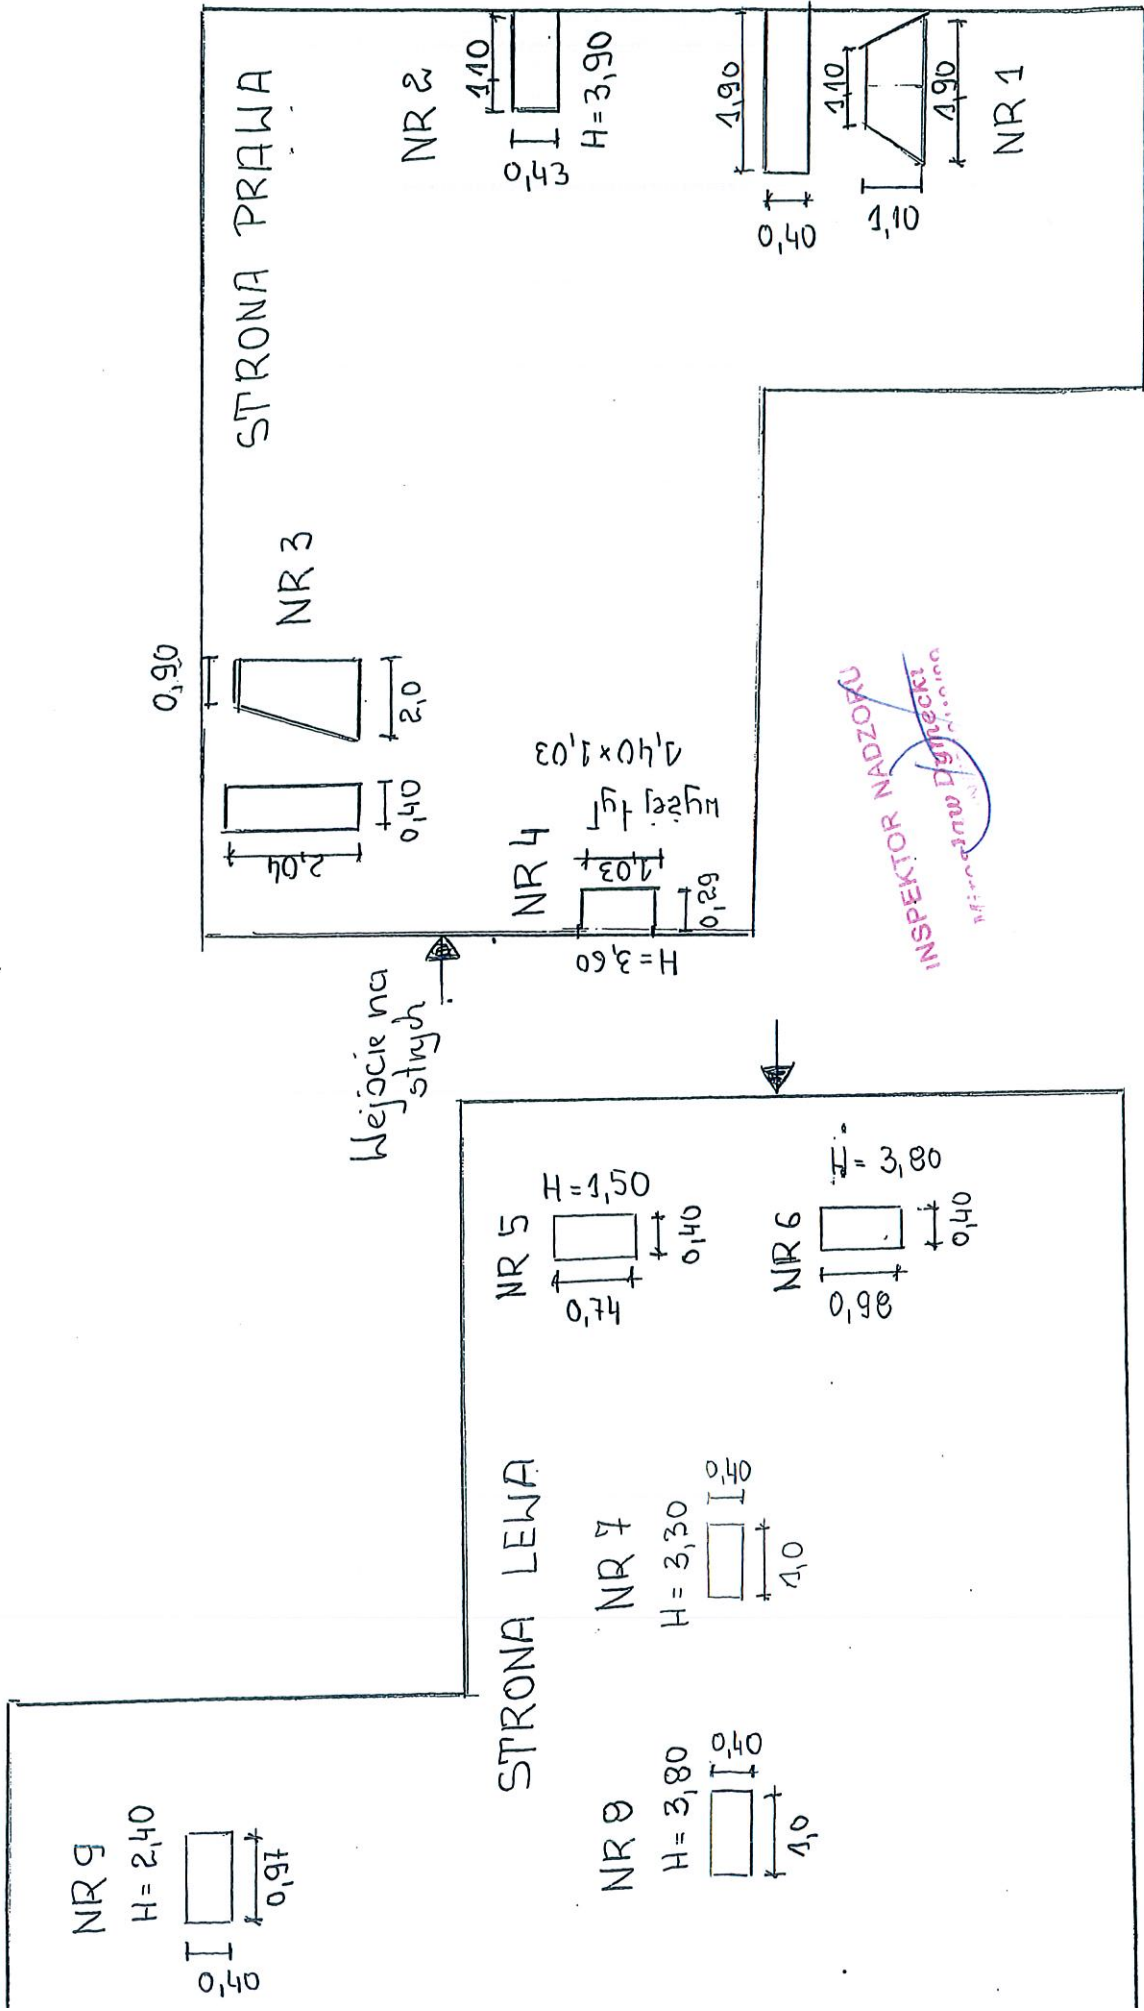 STRONA PRAWA
NR 2
1,10
0,43
H = 3,90
1,90
0,40
1,10
1,10
1,90
NR 1
0,90
NR 3
2,04
0,40
2,0
NR 4
wyżej tył
1,40 x 1,03
1,03
0,29
H = 3,60
Wejście na
strych
INSPEKTOR NADZORU
NR 5
H = 1,50
0,74
0,40
NR 6
H = 3,80
0,98
0,40
STRONA LEWA
NR 7
H = 3,30
0,40
1,0
NR 8
H = 3,80
0,40
1,0
NR 9
H = 2,40
0,40
0,97